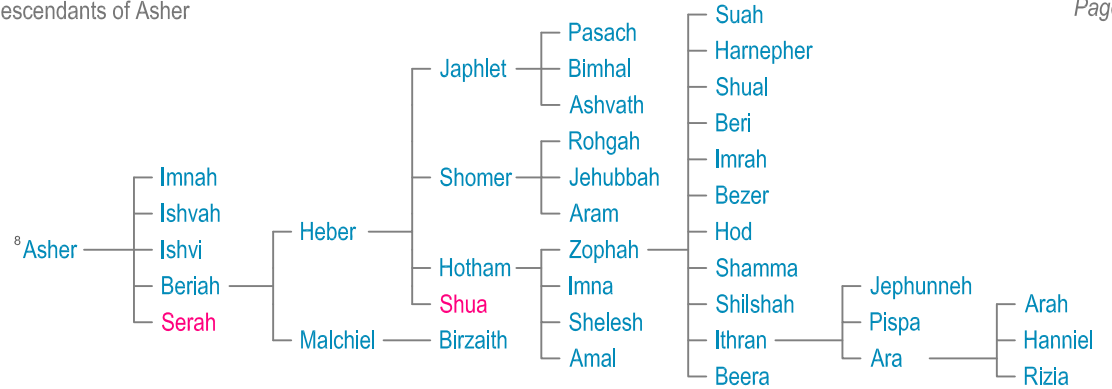 escendants of Asher
Page
Suah
Pasach
Harnepher
Japhlet
Bimhal
Shual
Ashvath
Beri
Rohgah
Imrah
Imnah
Shomer
Jehubbah
Bezer
Ishvah
Aram
Heber
Hod
8 Asher
Ishvi
Zophah
Hotham
Shamma
Beriah
Imna
Jephunneh
Shua
Shilshah
Arah
Serah
Shelesh
Pispa
Malchiel
Birzaith
Ithran
Hanniel
Amal
Ara
Beera
Rizia